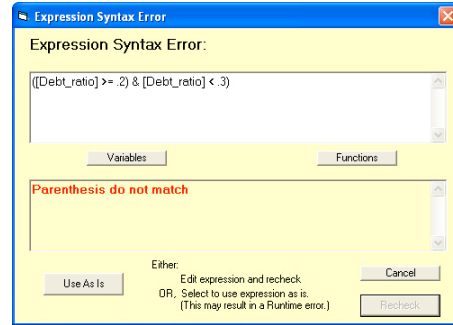 Expression Syntax Error
Expression Syntax Error:
([Debt_ratio] >= .2) & [Debt_ratio] < .3)
Variables
Functions
Parenthesis do not match
Use As Is
Either:
Edit expression and recheck
OR, Select to use expression as is.
(This may result in a Runtime error.)
Cancel
Recheck